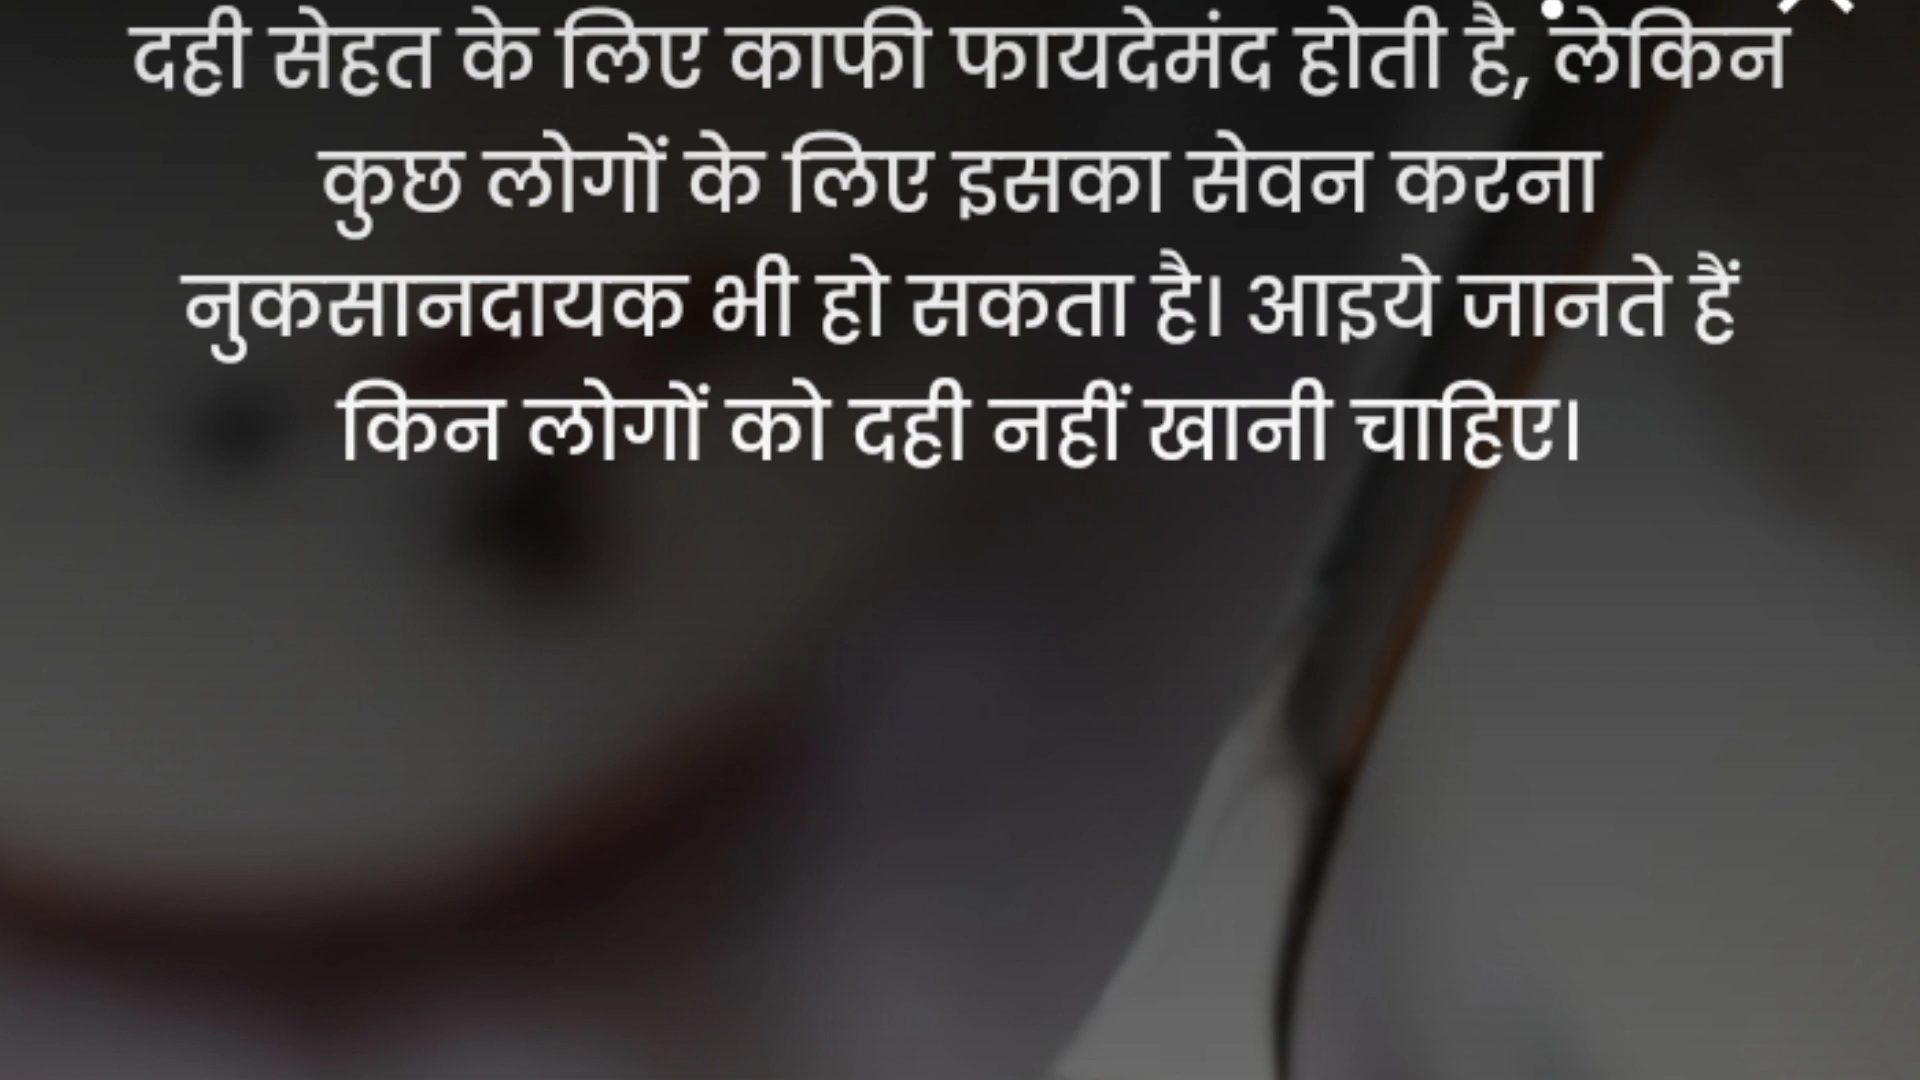 दही सेहत के लिए काफी फायदेमंद होती है, लेकिन
कुछ लोगों के लिए इसका सेवन करना
नुकसानदायक भी हो सकता है। आइये जानते हैं
किन लोगों को दही नहीं खानी चाहिए।